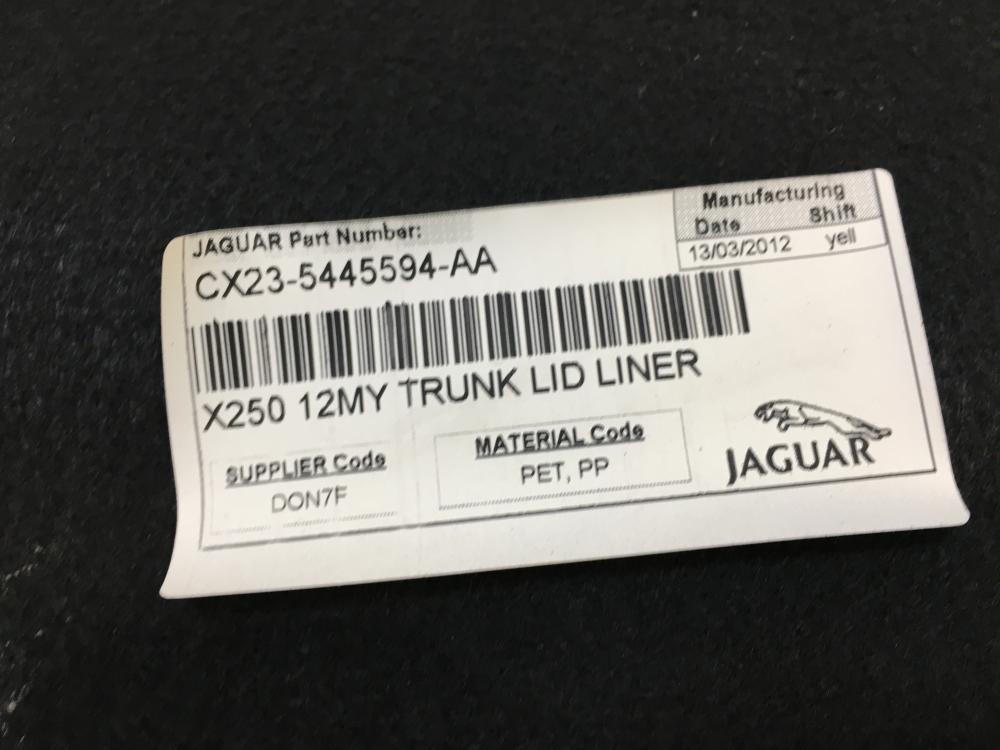 JAGUAR Part Number:
CX23-5445594-AA
Manufacturing
Date Shift
13/03/2012 yell
X250 12MY TRUNK LID LINER
SUPPLIER Code
DON7F
MATERIAL Code
PET, PP
JAGUAR